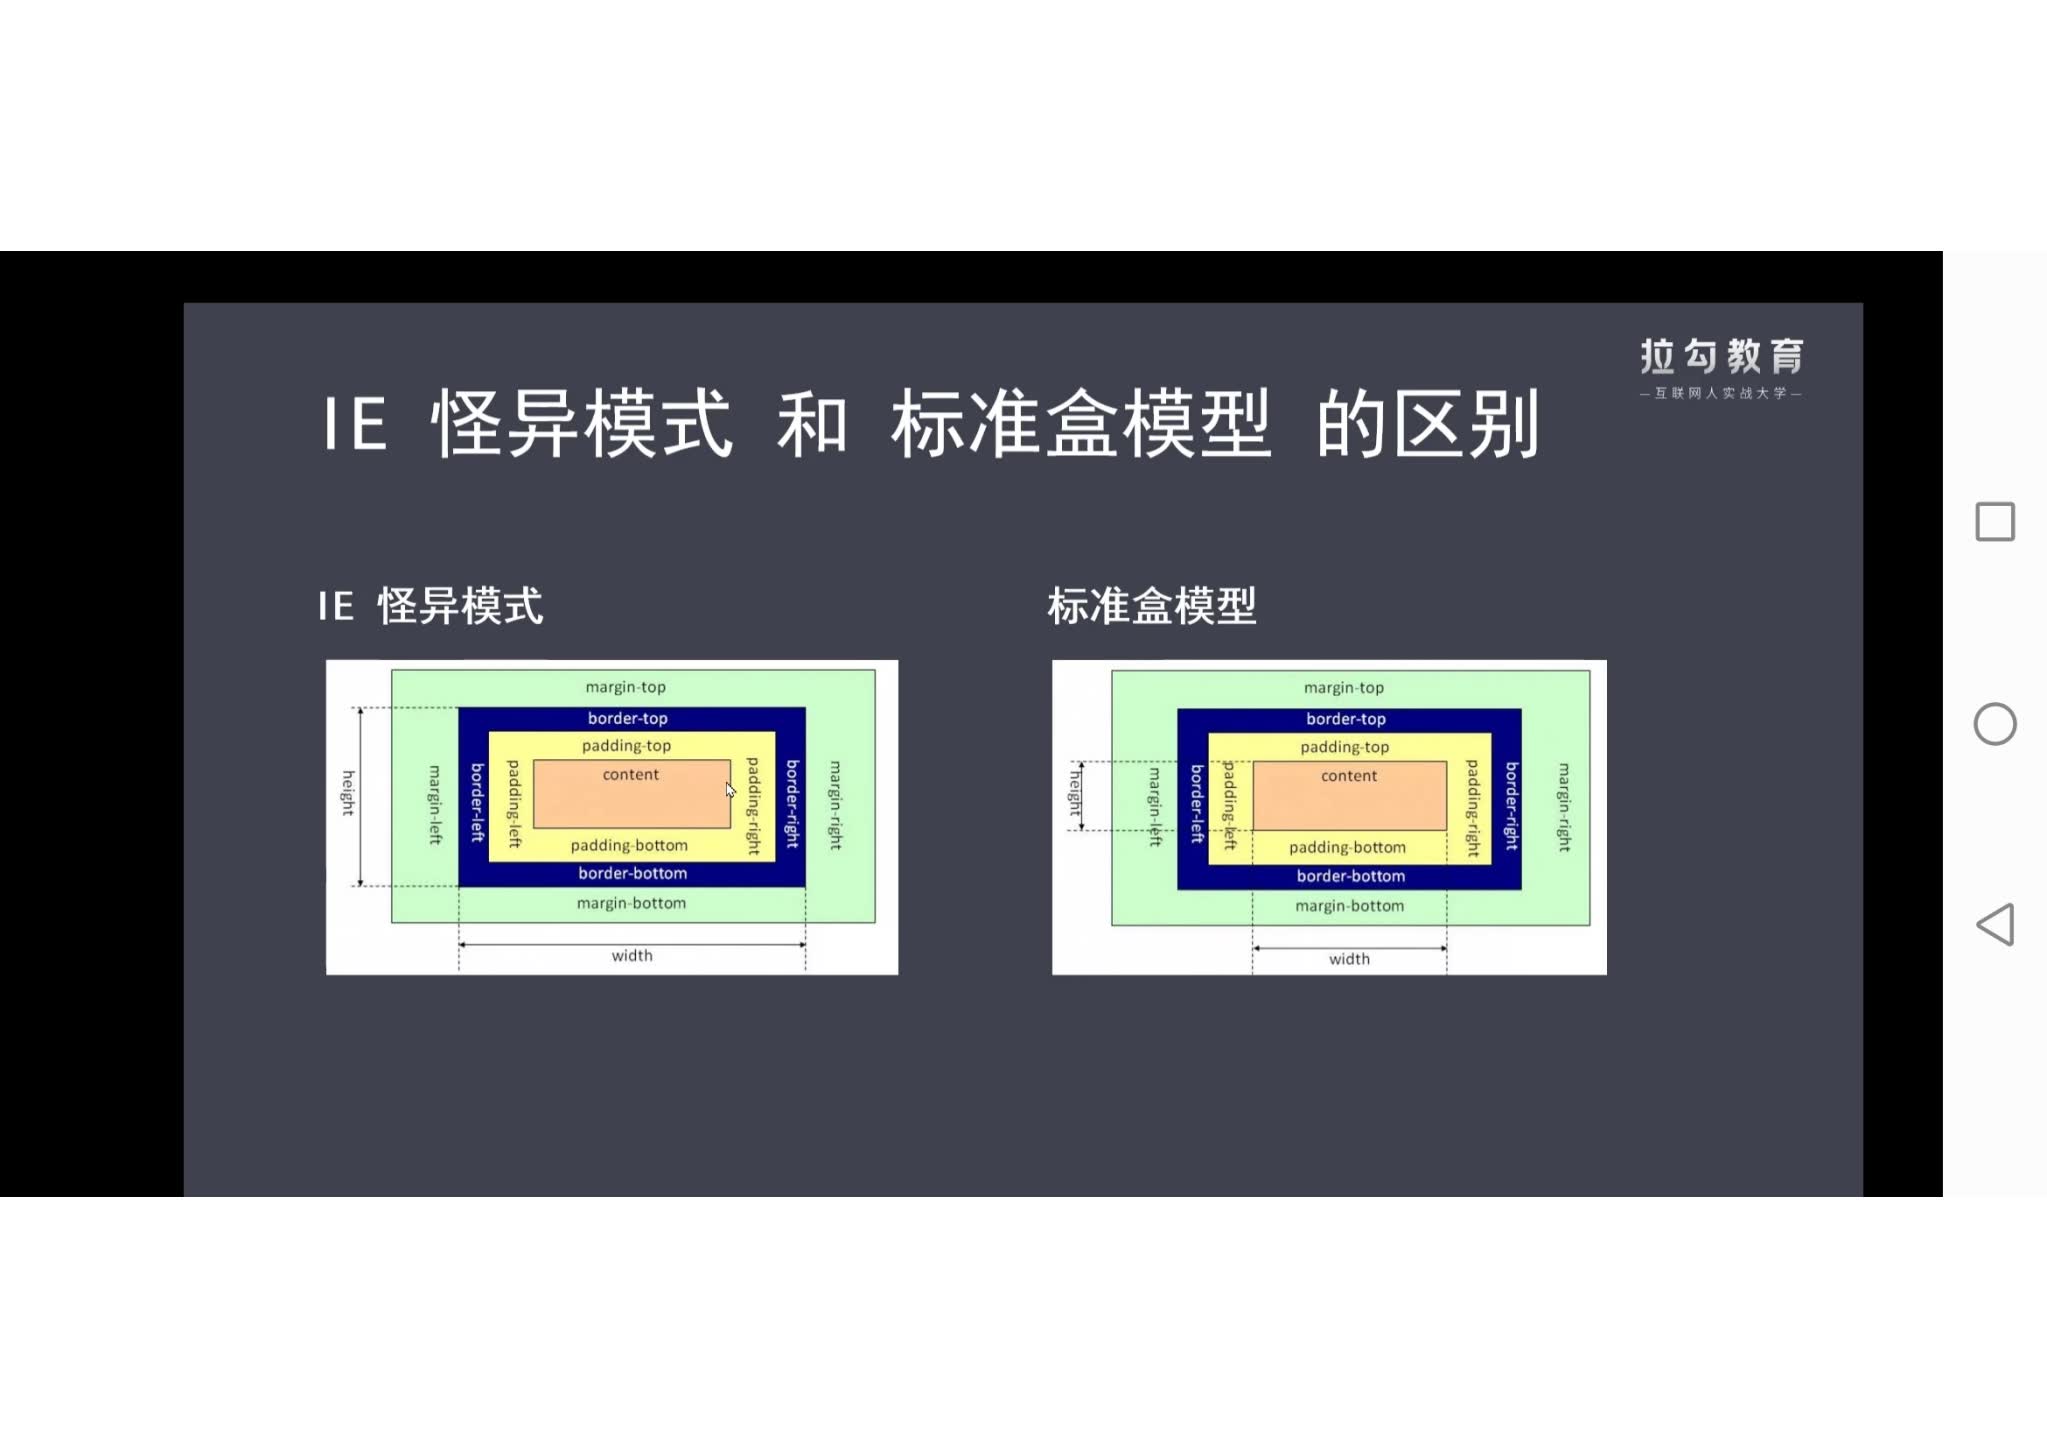 拉勾教育
—互联网人实战大学—
IE 怪异模式 和 标准盒模型 的区别
IE 怪异模式
margin-top
border-top
padding-top
content
height
margin-left
border-left
padding-left
padding-right
border-right
margin-right
padding-bottom
border-bottom
margin-bottom
width
标准盒模型
margin-top
border-top
padding-top
content
height
margin-left
border-left
padding-left
padding-right
border-right
margin-right
padding-bottom
border-bottom
margin-bottom
width